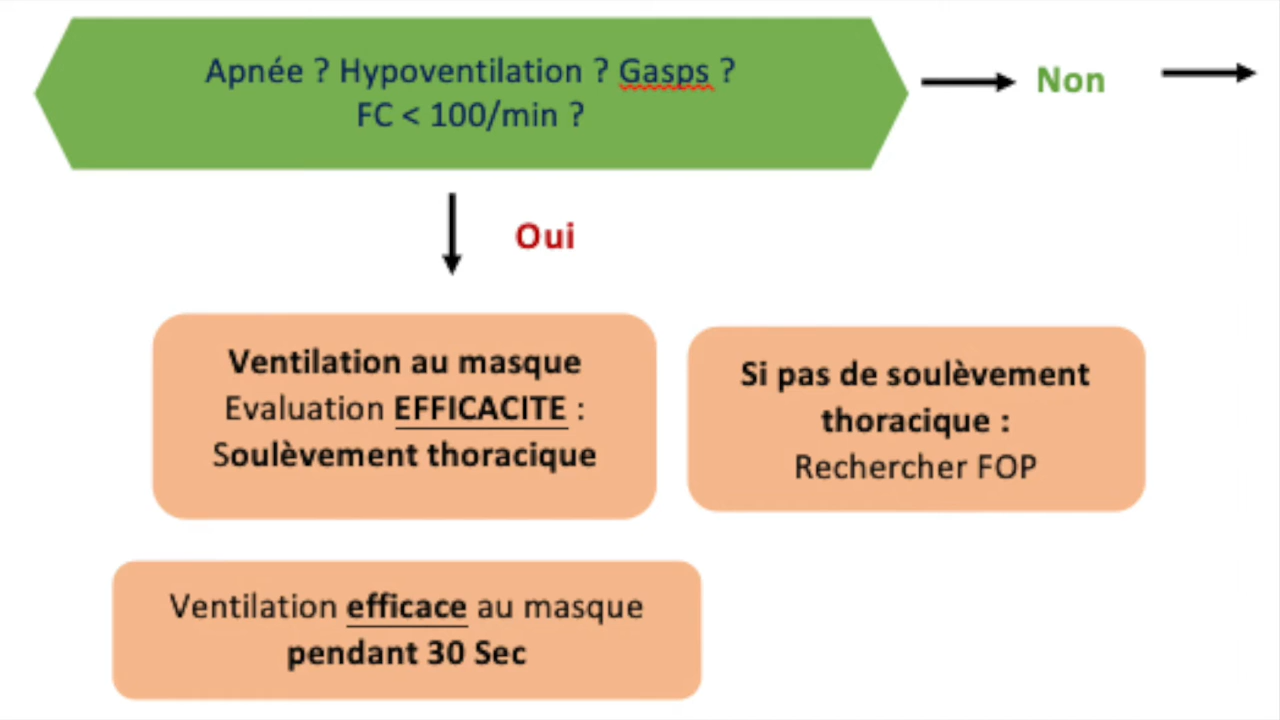 Apnée ? Hypoventilation ? Gasps ?
FC < 100/min ?
Non
Oui
Ventilation au masque
Evaluation EFFICACITE :
Soulèvement thoracique
Si pas de soulèvement
thoracique :
Rechercher FOP
Ventilation efficace au masque
pendant 30 Sec